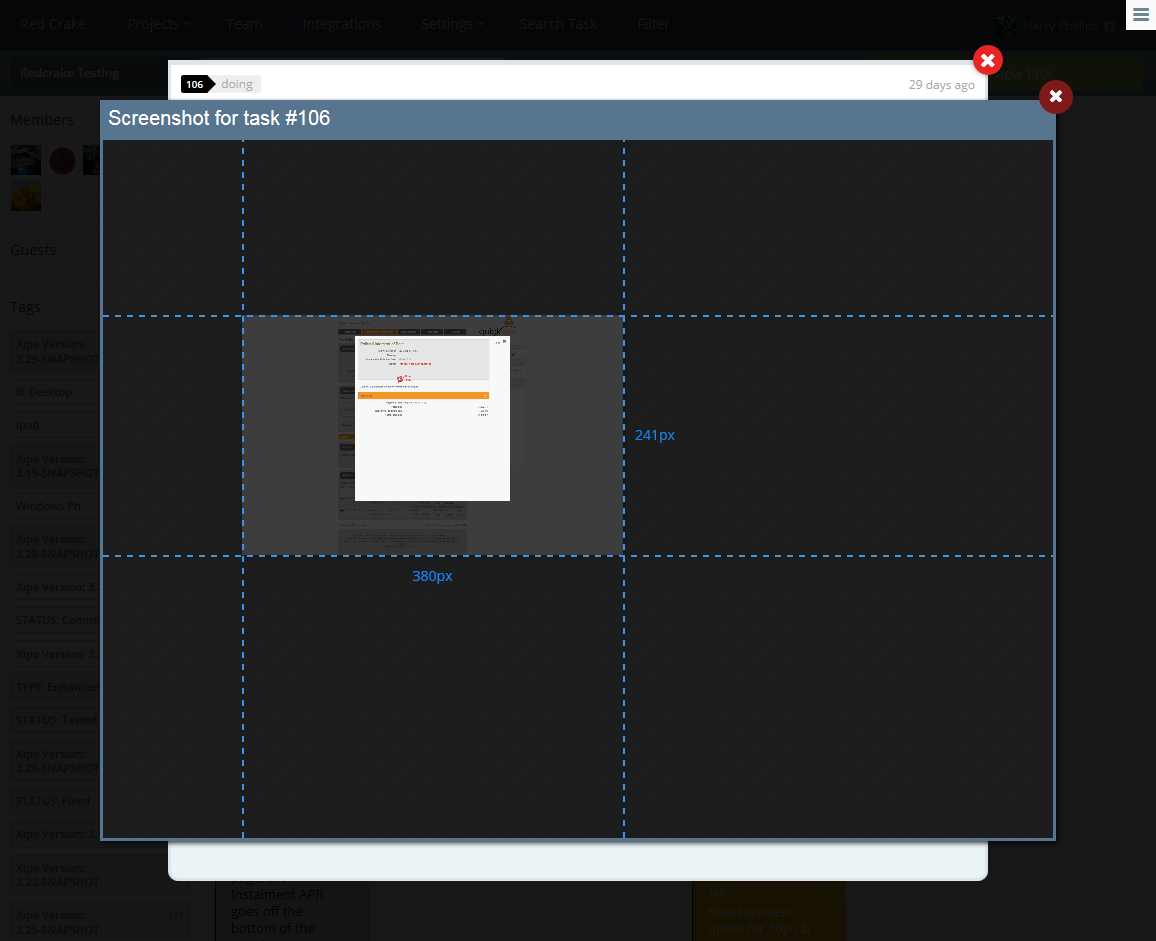 Red Crake
Projects
Team
Integrations
Settings
Search Task
Filter
Harry Phillips
Redcrake Testing
new task
106
doing
29 days ago
Screenshot for task #106
Members
Guests
Tags
Xipe Version:
3.29-SNAPSHOT
IE Desktop
ipad
Xipe Version:
3.19-SNAPSHOT
Windows Ph
Xipe Version:
3.28-SNAPSHOT
Xipe Version: 3.
STATUS: Comm
Xipe Version: 3.
TYPE: Enhancem
STATUS: Tested
Xipe Version:
3.26-SNAPSHOT
STATUS: Fixed
Xipe Version: 3.
Xipe Version:
3.22-SNAPSHOT
Xipe Version:
3.25-SNAPSHOT
241px
380px
Instalment APR
goes off the
bottom of the
100
New business
quote for 50yo &